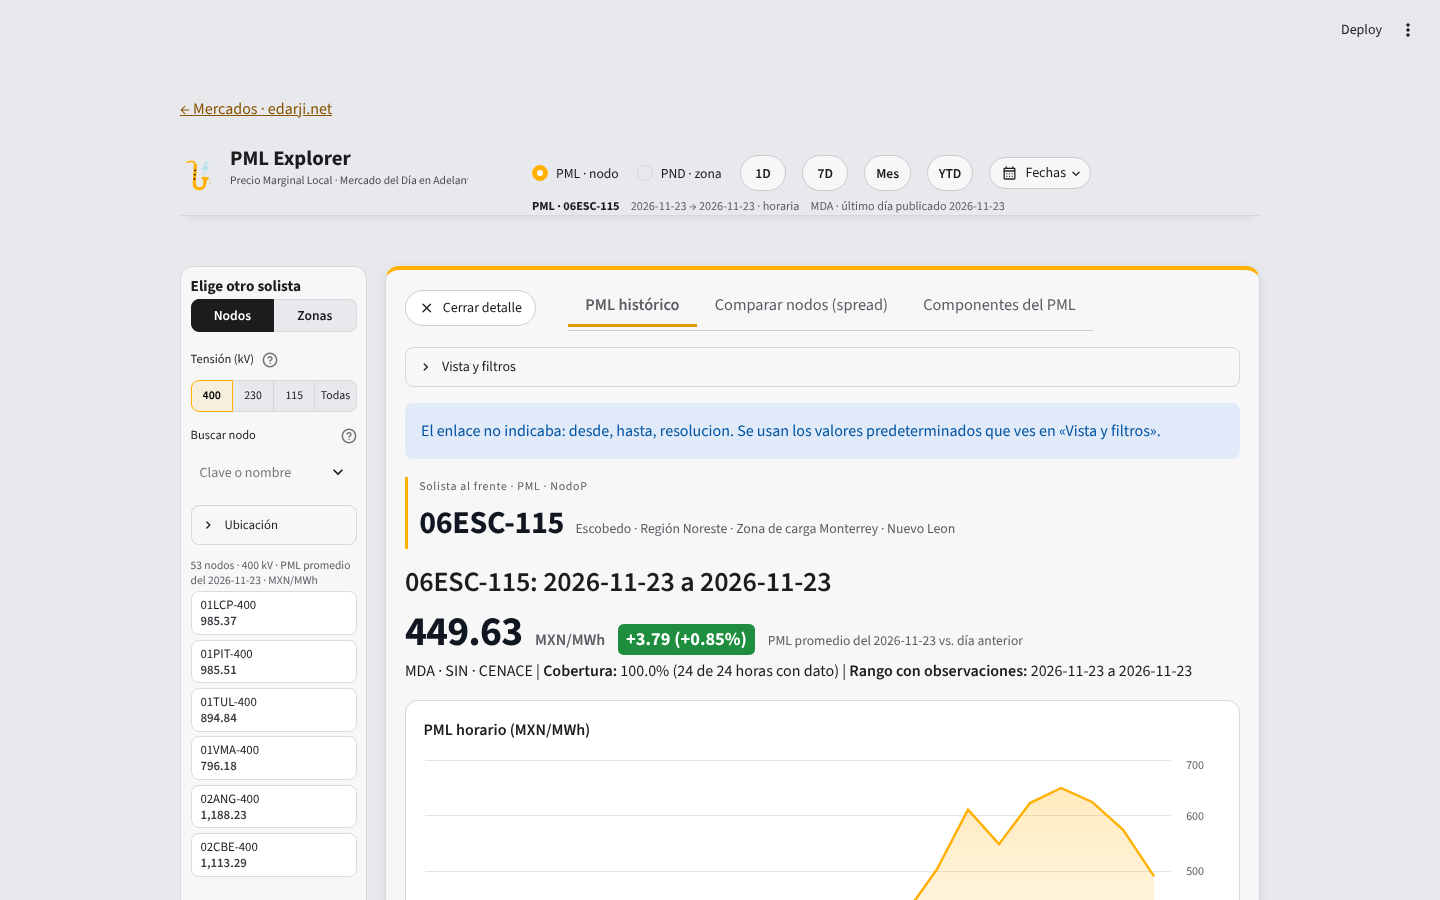 Deploy
← Mercados · edarji.net
PML Explorer
Precio Marginal Local · Mercado del Día en Adelan
PML · nodo
PND · zona
1D
7D
Mes
YTD
Fechas
PML · 06ESC-115 2026-11-23 → 2026-11-23 · horaria MDA · último día publicado 2026-11-23
Elige otro solista
Nodos
Zonas
Tensión (kV)
400
230
115
Todas
Buscar nodo
Clave o nombre
Ubicación
53 nodos · 400 kV · PML promedio
del 2026-11-23 · MXN/MWh
01LCP-400
985.37
01PIT-400
985.51
01TUL-400
894.84
01VMA-400
796.18
02ANG-400
1,188.23
02CBE-400
1,113.29
Cerrar detalle
PML histórico
Comparar nodos (spread)
Componentes del PML
Vista y filtros
El enlace no indicaba: desde, hasta, resolucion. Se usan los valores predeterminados que ves en «Vista y filtros».
Solista al frente · PML · NodoP
06ESC-115 Escobedo · Región Noreste · Zona de carga Monterrey · Nuevo Leon
06ESC-115: 2026-11-23 a 2026-11-23
449.63 MXN/MWh +3.79 (+0.85%) PML promedio del 2026-11-23 vs. día anterior
MDA · SIN · CENACE | Cobertura: 100.0% (24 de 24 horas con dato) | Rango con observaciones: 2026-11-23 a 2026-11-23
PML horario (MXN/MWh)
700
600
500